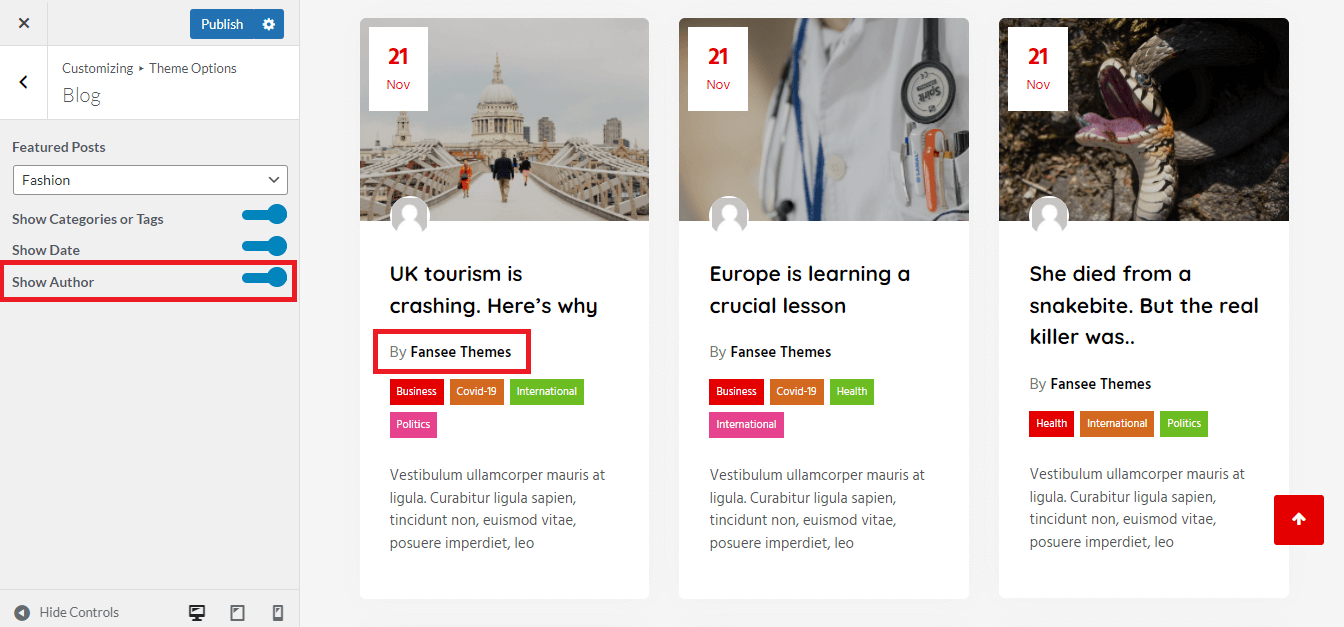 Publish
Customizing ▸ Theme Options
Blog
Featured Posts
Fashion
Show Categories or Tags
Show Date
Show Author
Hide Controls
21
Nov
UK tourism is
crashing. Here’s why
By Fansee Themes
Business Covid-19 International
Politics
Vestibulum ullamcorper mauris at
ligula. Curabitur ligula sapien,
tincidunt non, euismod vitae,
posuere imperdiet, leo
21
Nov
Spirit
Europe is learning a
crucial lesson
By Fansee Themes
Business Covid-19 Health
International
Vestibulum ullamcorper mauris at
ligula. Curabitur ligula sapien,
tincidunt non, euismod vitae,
posuere imperdiet, leo
21
Nov
She died from a
snakebite. But the real
killer was..
By Fansee Themes
Health International Politics
Vestibulum ullamcorper mauris at
ligula. Curabitur ligula sapien,
tincidunt non, euismod vitae,
posuere imperdiet, leo